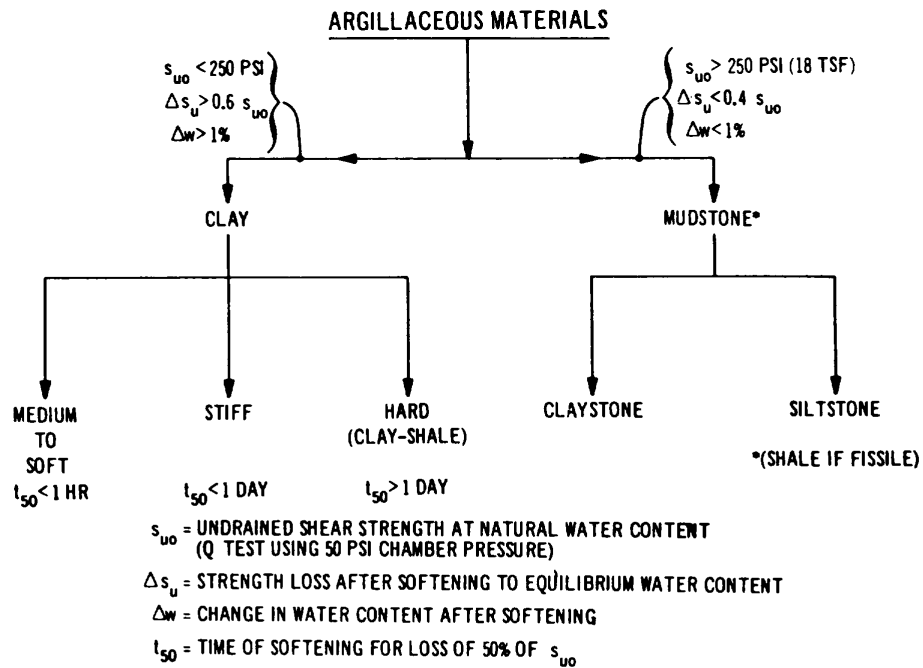 ARGILLACEOUS MATERIALS
s_uo < 250 PSI
Δs_u > 0.6 s_uo
Δw > 1%
s_uo > 250 PSI (18 TSF)
Δs_u < 0.4 s_uo
Δw < 1%
CLAY
MUDSTONE*
MEDIUM
TO
SOFT
t_50 < 1 HR
STIFF
t_50 < 1 DAY
HARD
(CLAY-SHALE)
t_50 > 1 DAY
CLAYSTONE
SILTSTONE
*(SHALE IF FISSILE)
s_uo = UNDRAINED SHEAR STRENGTH AT NATURAL WATER CONTENT
(Q TEST USING 50 PSI CHAMBER PRESSURE)
Δs_u = STRENGTH LOSS AFTER SOFTENING TO EQUILIBRIUM WATER CONTENT
Δw = CHANGE IN WATER CONTENT AFTER SOFTENING
t_50 = TIME OF SOFTENING FOR LOSS OF 50% OF s_uo